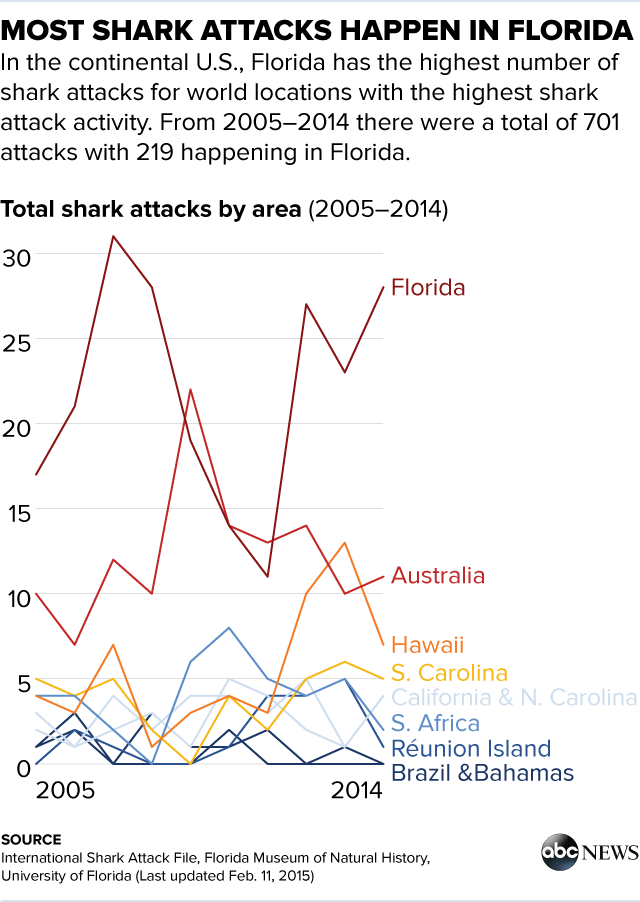 MOST SHARK ATTACKS HAPPEN IN FLORIDA
In the continental U.S., Florida has the highest number of
shark attacks for world locations with the highest shark
attack activity. From 2005–2014 there were a total of 701
attacks with 219 happening in Florida.
Total shark attacks by area (2005–2014)
30
Florida
25
20
15
Australia
10
Hawaii
S. Carolina
5
California & N. Carolina
S. Africa
Réunion Island
0
Brazil &Bahamas
2005 2014
SOURCE
International Shark Attack File, Florida Museum of Natural History,
University of Florida (Last updated Feb. 11, 2015)
abc NEWS